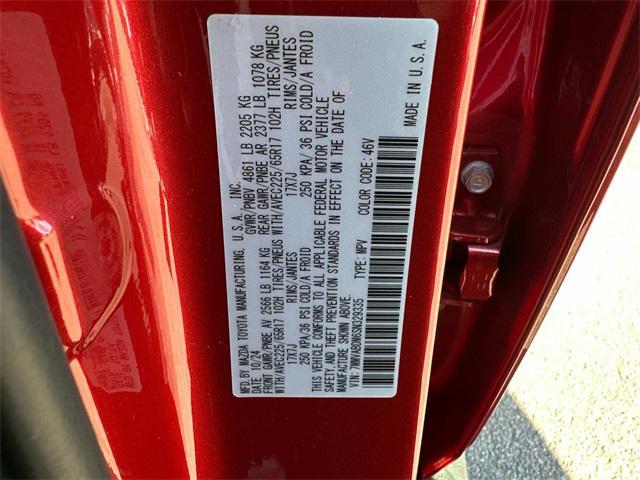 MFD. BY MAZDA TOYOTA MANUFACTURING, U.S.A., INC.
10/24 GVWR/PNBV 4861 LB 2205 KG
FRONT GAWR/PNBE AV 2566 LB 1164 KG REAR GAWR/PNBE AR 2377 LB 1078 KG
WITH/AVEC225/65R17 102H TIRES/PNEUS WITH/AVEC225/65R17 102H TIRES/PNEUS
17X7J RIMS/JANTES 17X7J RIMS/JANTES
250 KPA/36 PSI COLD/A FROID 250 KPA/36 PSI COLD/A FROID
THIS VEHICLE CONFORMS TO ALL APPLICABLE FEDERAL MOTOR VEHICLE
SAFETY, AND THEFT PREVENTION STANDARDS IN EFFECT ON THE DATE OF
MANUFACTURE SHOWN ABOVE.
VIN: TYPE: MPV COLOR CODE: 46V
MADE IN U.S.A.